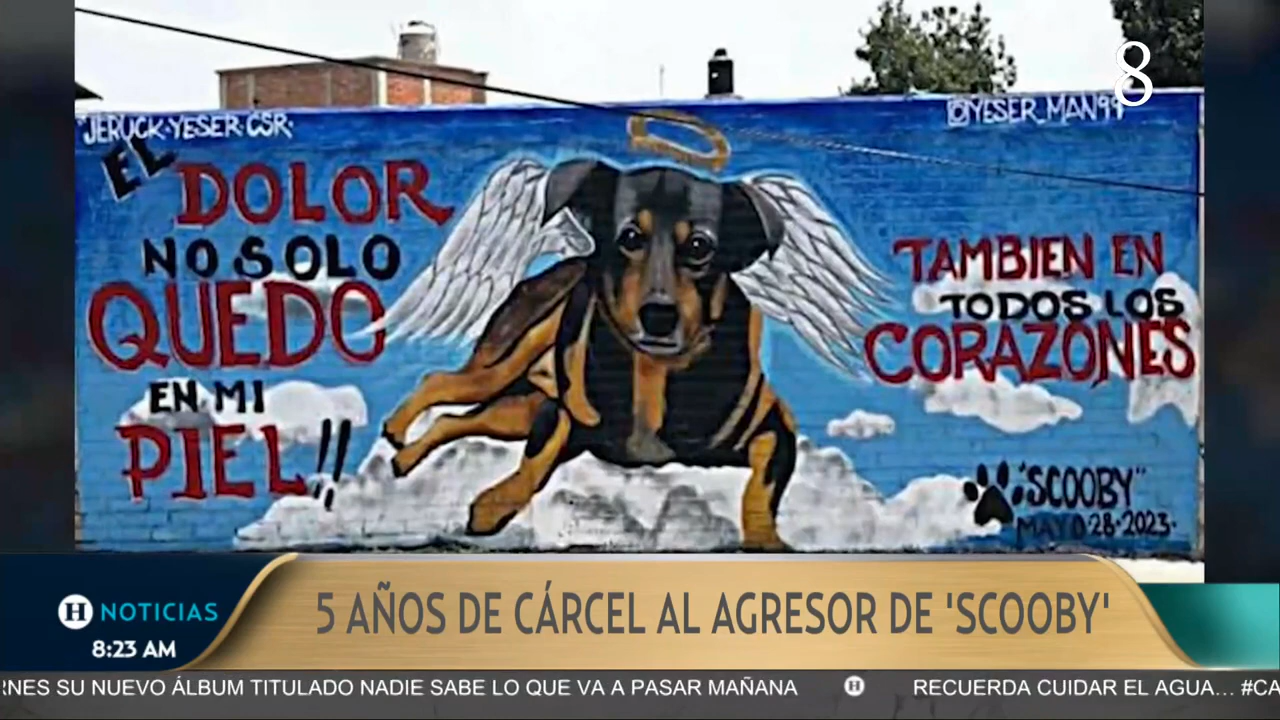 8
JERUCK·YESER·CSR·
@YESER_MAN99
EL
DOLOR
NO SOLO
QUEDO
EN MI
PIEL!!
TAMBIEN EN
TODOS LOS
CORAZONES
"SCOOBY"
MAYO·28·2023·
H NOTICIAS
8:23 AM
5 AÑOS DE CÁRCEL AL AGRESOR DE 'SCOOBY'
RNES SU NUEVO ÁLBUM TITULADO NADIE SABE LO QUE VA A PASAR MAÑANA H RECUERDA CUIDAR EL AGUA... #CA